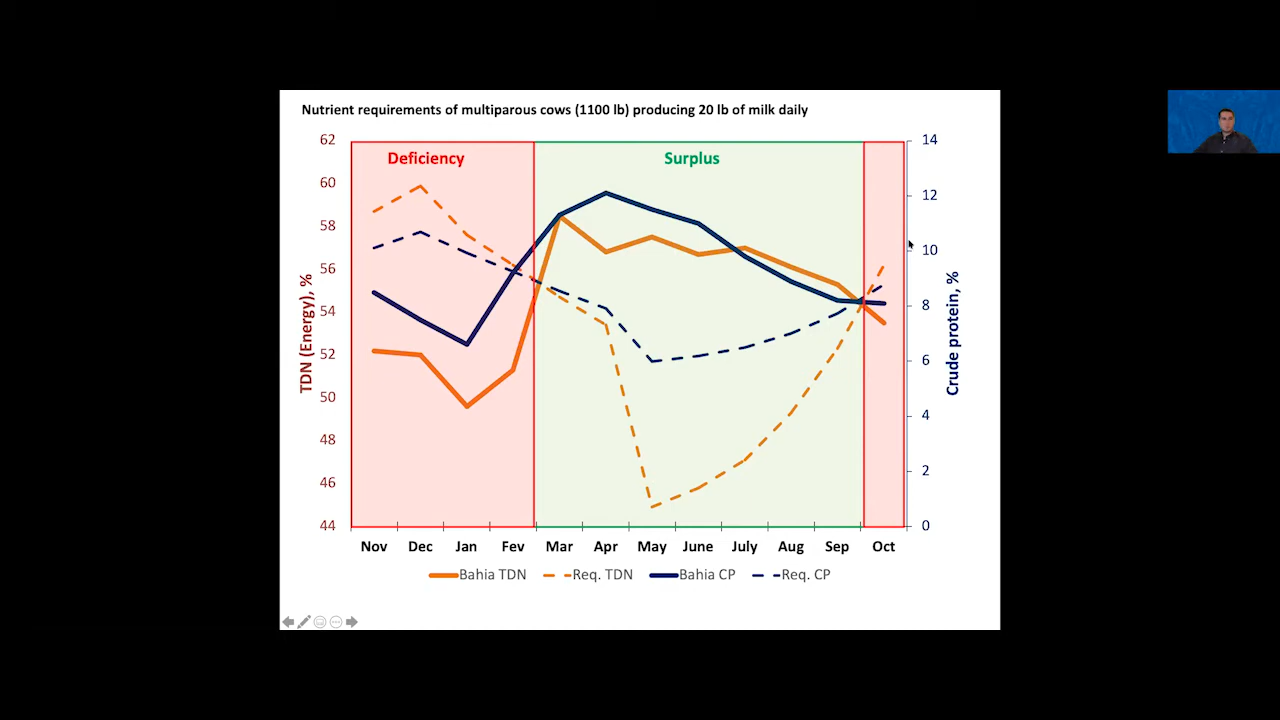 Nutrient requirements of multiparous cows (1100 lb) producing 20 lb of milk daily
Deficiency
Surplus
62
60
58
56
54
52
50
48
46
44
TDN (Energy), %
14
12
10
8
6
4
2
0
Crude protein, %
Nov Dec Jan Fev Mar Apr May June July Aug Sep Oct
Bahia TDN Req. TDN Bahia CP Req. CP